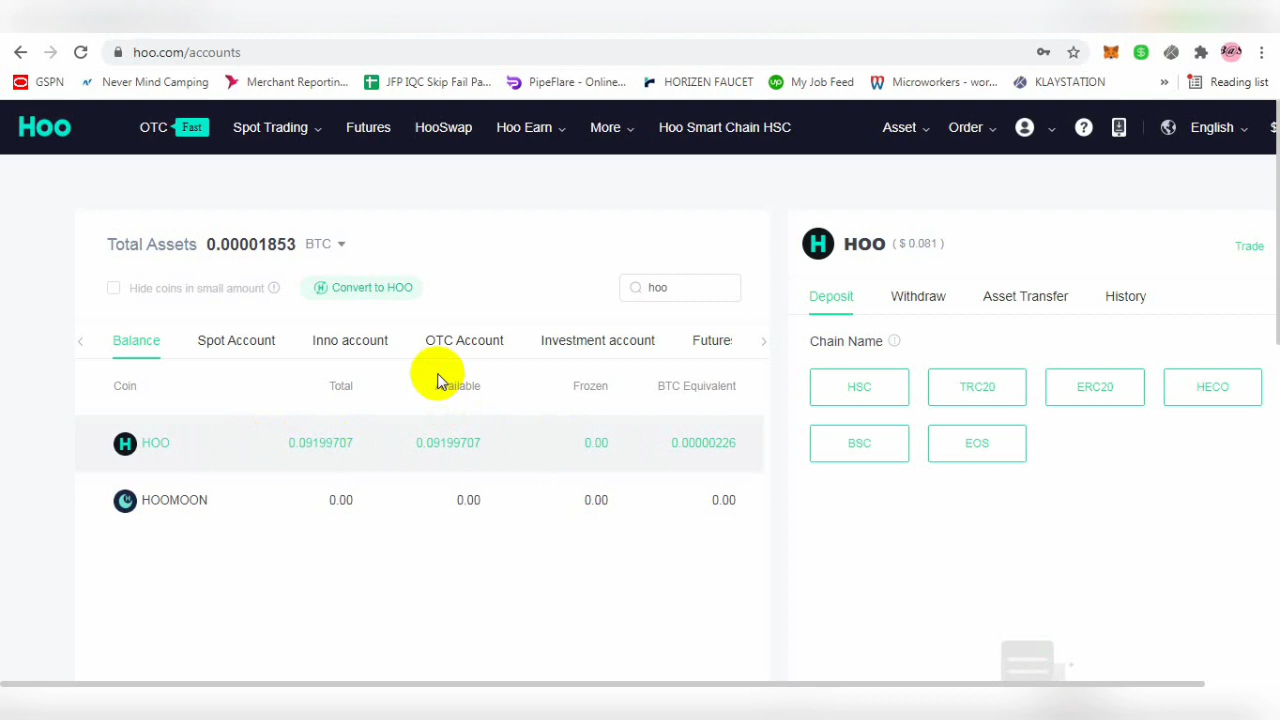 hoo.com/accounts
GSPN Never Mind Camping Merchant Reportin... JFP IQC Skip Fail Pa... PipeFlare - Online... HORIZEN FAUCET My Job Feed Microworkers - wor... KLAYSTATION » Reading list
Hoo OTC Fast Spot Trading Futures HooSwap Hoo Earn More Hoo Smart Chain HSC Asset Order English $
Total Assets 0.00001853 BTC
HOO ( $ 0.081 ) Trade
Hide coins in small amount Convert to HOO hoo
Deposit Withdraw Asset Transfer History
Balance Spot Account Inno account OTC Account Investment account Future
Chain Name
Coin Total Frozen BTC Equivalent
HSC TRC20 ERC20 HECO
HOO 0.09199707 0.09199707 0.00 0.00000226
BSC EOS
HOOMOON 0.00 0.00 0.00 0.00